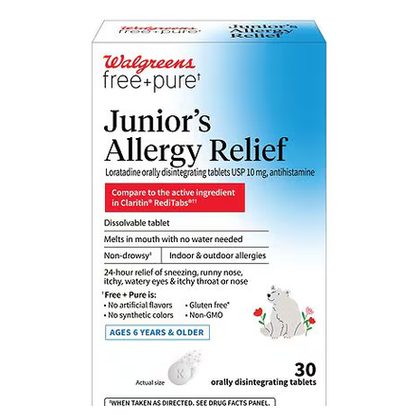 Junior's
Allergy
Relief
Walgreens
free+pure†
Junior's
Allergy Relief
Loratadine orally disintegrating tablets USP 10 mg, antihistamine
Compare to the active ingredient
in Claritin® RediTabs®††
Dissolvable tablet
Melts in mouth with no water needed
Non-drowsy‡ Indoor & outdoor allergies
24-hour relief of sneezing, runny nose,
itchy, watery eyes & itchy throat or nose
†Free + Pure is:
• No artificial flavors • Gluten free*
• No synthetic colors • Non-GMO
AGES 6 YEARS & OLDER
Actual size
30
orally disintegrating tablets
‡WHEN TAKEN AS DIRECTED. SEE DRUG FACTS PANEL.